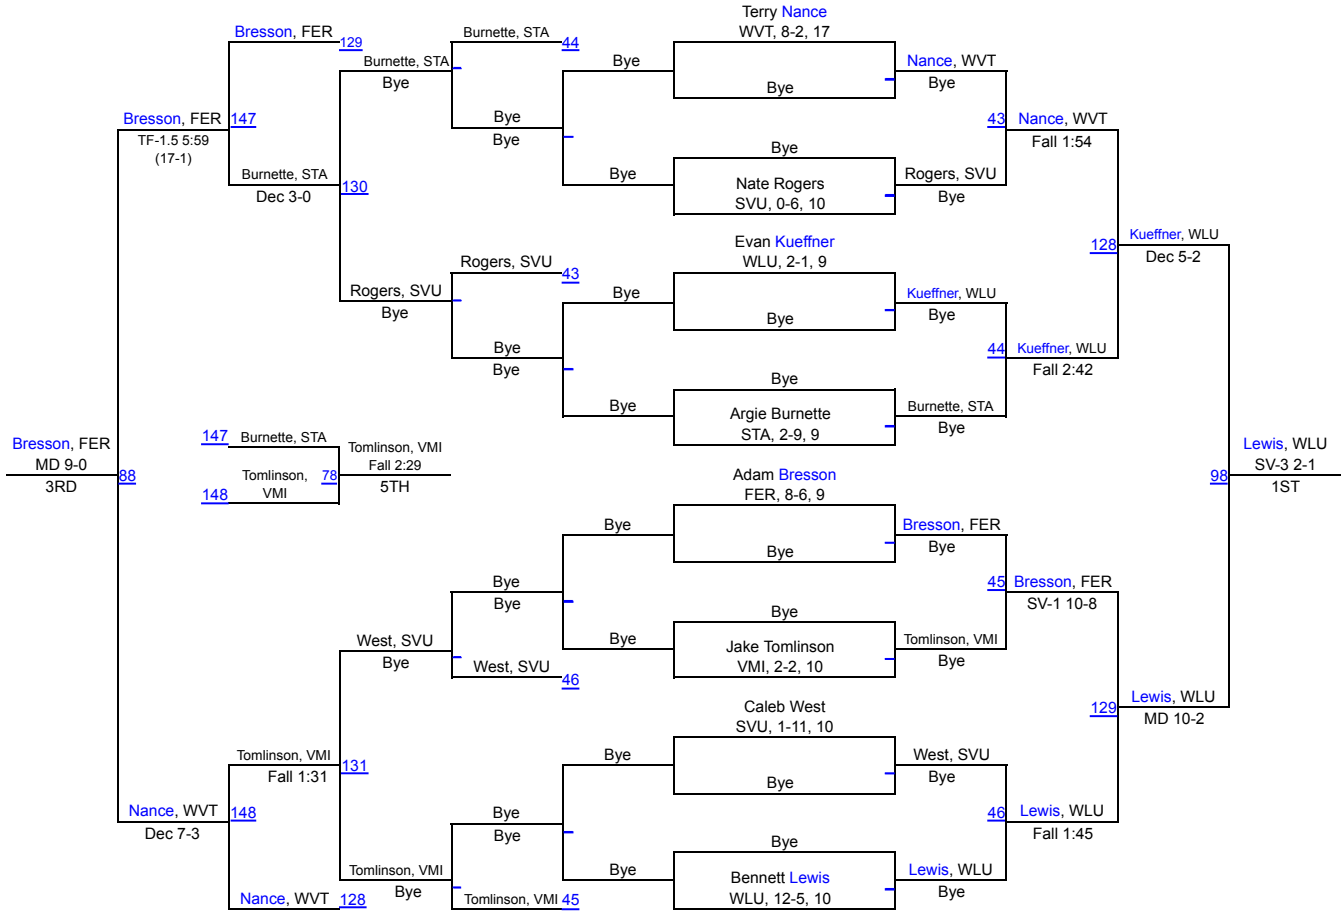 Terry Nance
WVT, 8-2, 17
Bresson, FER
129
Burnette, STA
44
Burnette, STA
Bye
Bye
Nance, WVT
Bye
Bye
Bresson, FER
147
TF-1.5 5:59
(17-1)
Bye
Bye
43
Nance, WVT
Fall 1:54
Bye
Burnette, STA
130
Dec 3-0
Bye
Nate Rogers
SVU, 0-6, 10
Rogers, SVU
Bye
Evan Kueffner
WLU, 2-1, 9
128
Kueffner, WLU
Dec 5-2
Rogers, SVU
43
Rogers, SVU
Bye
Bye
Kueffner, WLU
Bye
Bye
Bye
Bye
44
Kueffner, WLU
Fall 2:42
Bye
Bye
Argie Burnette
STA, 2-9, 9
Burnette, STA
Bye
Bresson, FER
MD 9-0
3RD
88
147
Burnette, STA
Tomlinson,
VMI
148
78
Tomlinson, VMI
Fall 2:29
5TH
Lewis, WLU
SV-3 2-1
1ST
98
Adam Bresson
FER, 8-6, 9
Bye
Bye
Bresson, FER
Bye
Bye
Bye
45
Bresson, FER
SV-1 10-8
Bye
West, SVU
Bye
West, SVU
46
Bye
Jake Tomlinson
VMI, 2-2, 10
Tomlinson, VMI
Bye
129
Lewis, WLU
MD 10-2
Caleb West
SVU, 1-11, 10
Tomlinson, VMI
131
Fall 1:31
Bye
Bye
West, SVU
Bye
Nance, WVT
148
Dec 7-3
Bye
Bye
46
Lewis, WLU
Fall 1:45
Bye
Tomlinson, VMI
Bye
Bye
Bennett Lewis
WLU, 12-5, 10
Lewis, WLU
Bye
Nance, WVT
128
Tomlinson, VMI
45